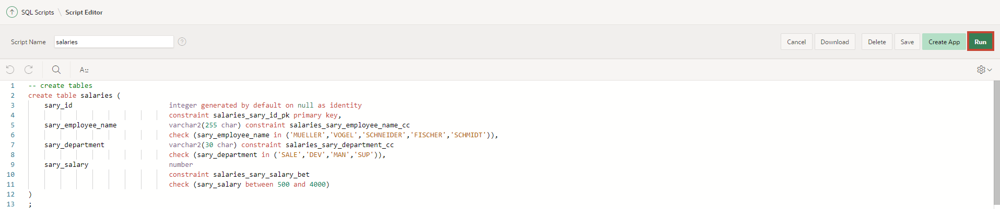 SQL Scripts \ Script Editor
Script Name salaries ? Cancel Download Delete Save Create App Run
A
1 -- create tables
2 create table salaries (
3 sary_id integer generated by default on null as identity
4 constraint salaries_sary_id_pk primary key,
5 sary_employee_name varchar2(255 char) constraint salaries_sary_employee_name_cc
6 check (sary_employee_name in ('MUELLER','VOGEL','SCHNEIDER','FISCHER','SCHMIDT')),
7 sary_department varchar2(30 char) constraint salaries_sary_department_cc
8 check (sary_department in ('SALE','DEV','MAN','SUP')),
9 sary_salary number
10 constraint salaries_sary_salary_bet
11 check (sary_salary between 500 and 4000)
12 )
13 ;